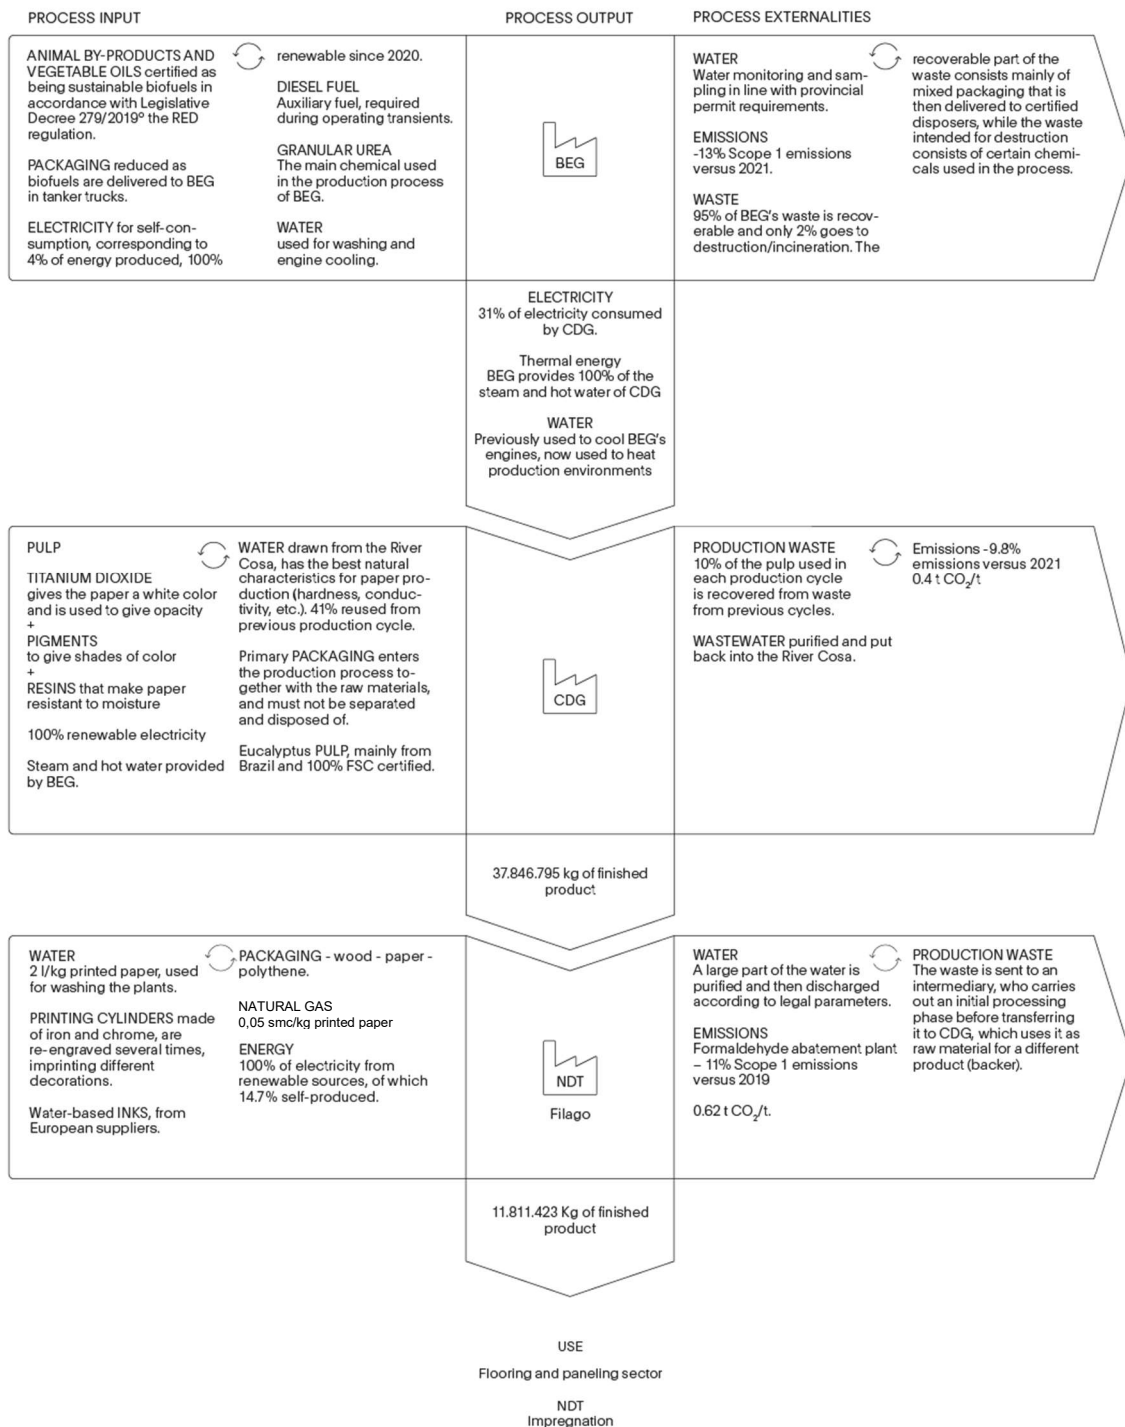 PROCESS INPUT
PROCESS OUTPUT
PROCESS EXTERNALITIES
ANIMAL BY-PRODUCTS AND
VEGETABLE OILS certified as
being sustainable biofuels in
accordance with Legislative
Decree 279/2019° the RED
regulation.
PACKAGING reduced as
biofuels are delivered to BEG
in tanker trucks.
ELECTRICITY for self-con-
sumption, corresponding to
4% of energy produced, 100%
renewable since 2020.
DIESEL FUEL
Auxiliary fuel, required
during operating transients.
GRANULAR UREA
The main chemical used
in the production process
of BEG.
WATER
used for washing and
engine cooling.
BEG
WATER
Water monitoring and sam-
pling in line with provincial
permit requirements.
EMISSIONS
-13% Scope 1 emissions
versus 2021.
WASTE
95% of BEG's waste is recov-
erable and only 2% goes to
destruction/incineration. The
recoverable part of the
waste consists mainly of
mixed packaging that is
then delivered to certified
disposers, while the waste
intended for destruction
consists of certain chemi-
cals used in the process.
ELECTRICITY
31% of electricity consumed
by CDG.
Thermal energy
BEG provides 100% of the
steam and hot water of CDG
WATER
Previously used to cool BEG's
engines, now used to heat
production environments
PULP
TITANIUM DIOXIDE
gives the paper a white color
and is used to give opacity
+
PIGMENTS
to give shades of color
+
RESINS that make paper
resistant to moisture
100% renewable electricity
Steam and hot water provided
by BEG.
WATER drawn from the River
Cosa, has the best natural
characteristics for paper pro-
duction (hardness, conduc-
tivity, etc.). 41% reused from
previous production cycle.
Primary PACKAGING enters
the production process to-
gether with the raw materials,
and must not be separated
and disposed of.
Eucalyptus PULP, mainly from
Brazil and 100% FSC certified.
CDG
PRODUCTION WASTE
10% of the pulp used in
each production cycle
is recovered from waste
from previous cycles.
WASTEWATER purified and put
back into the River Cosa.
Emissions -9.8%
emissions versus 2021
0.4 t CO₂/t
37.846.795 kg of finished
product
WATER
2 l/kg printed paper, used
for washing the plants.
PRINTING CYLINDERS made
of iron and chrome, are
re-engraved several times,
imprinting different
decorations.
Water-based INKS, from
European suppliers.
PACKAGING - wood - paper -
polythene.
NATURAL GAS
0,05 smc/kg printed paper
ENERGY
100% of electricity from
renewable sources, of which
14.7% self-produced.
NDT
Filago
WATER
A large part of the water is
purified and then discharged
according to legal parameters.
EMISSIONS
Formaldehyde abatement plant
– 11% Scope 1 emissions
versus 2019
0.62 t CO₂/t.
PRODUCTION WASTE
The waste is sent to an
intermediary, who carries
out an initial processing
phase before transferring
it to CDG, which uses it as
raw material for a different
product (backer).
11.811.423 Kg of finished
product
USE
Flooring and paneling sector
NDT
Impregnation